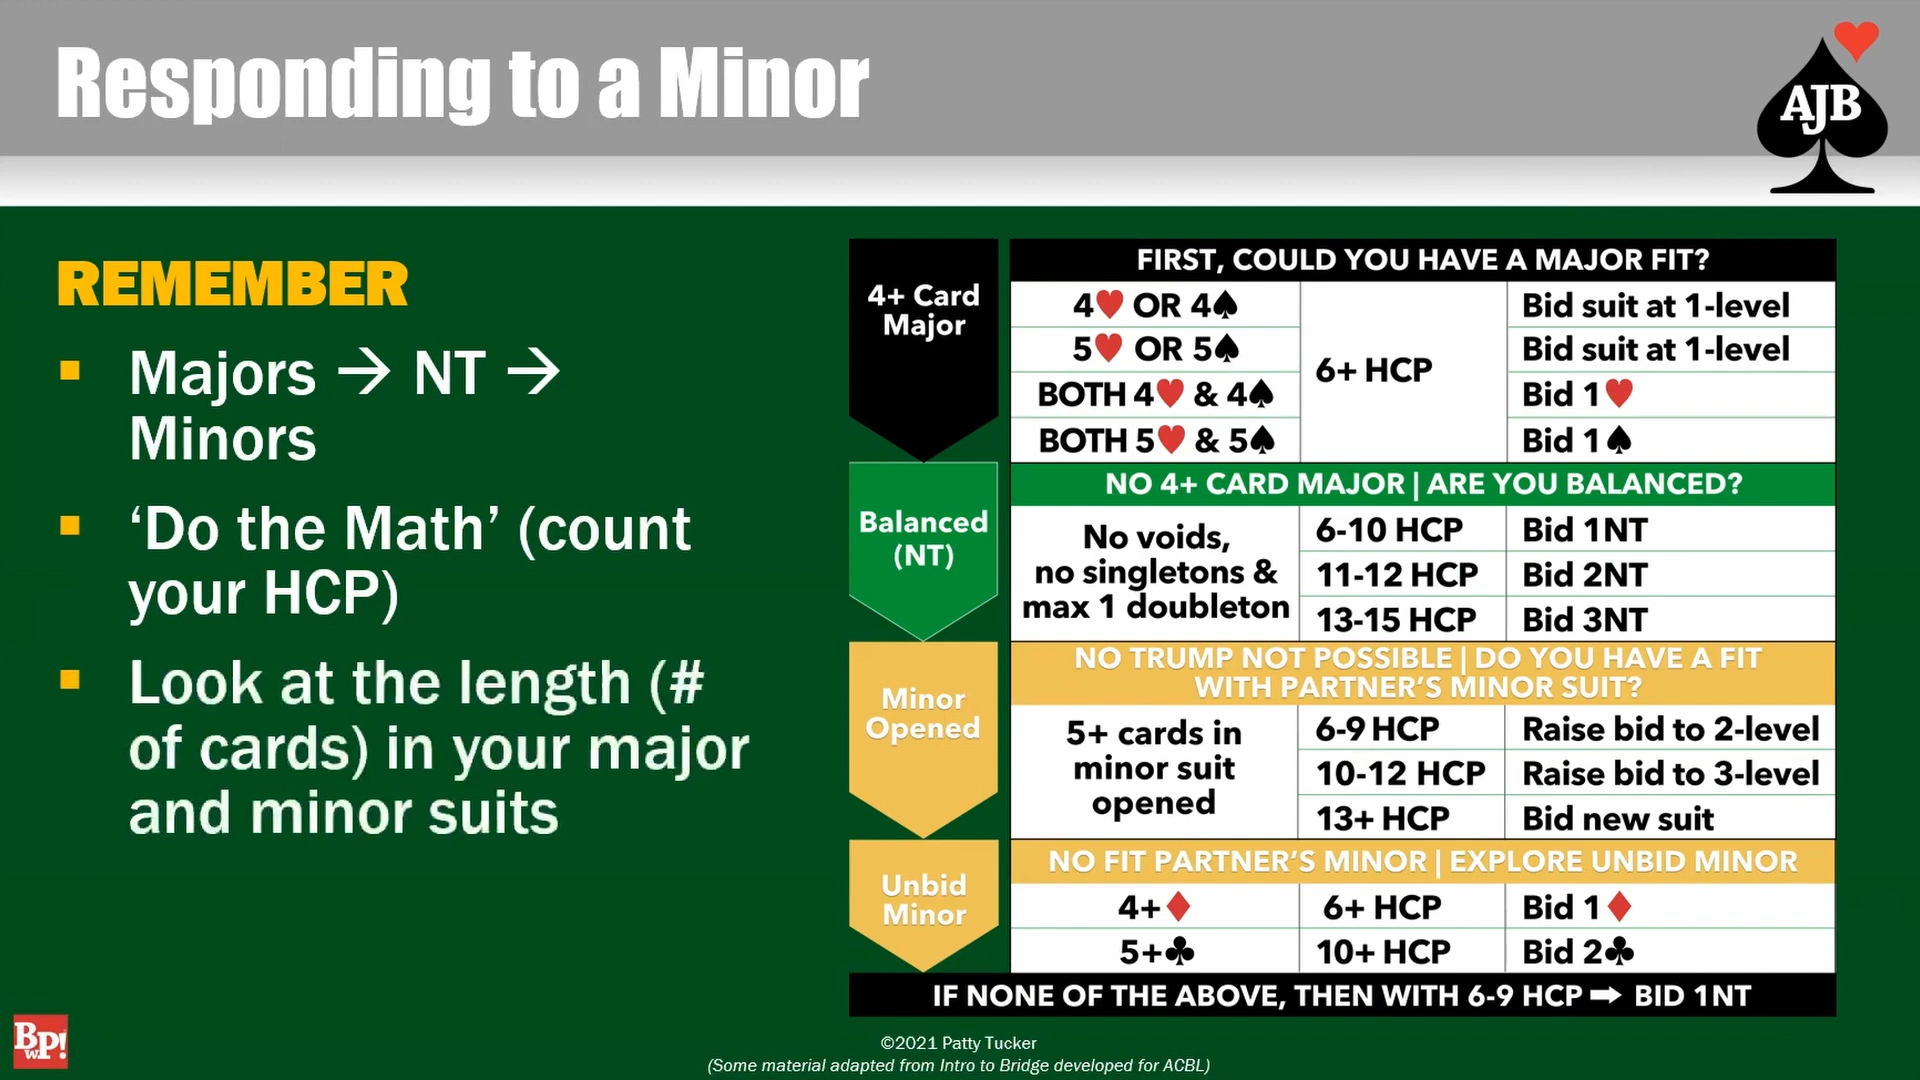 Responding to a Minor
AJB
REMEMBER
Majors → NT →
Minors
‘Do the Math’ (count
your HCP)
Look at the length (#
of cards) in your major
and minor suits
4+ Card
Major
FIRST, COULD YOU HAVE A MAJOR FIT?
4♥ OR 4♠
6+ HCP
Bid suit at 1-level
5♥ OR 5♠
Bid suit at 1-level
BOTH 4♥ & 4♠
Bid 1♥
BOTH 5♥ & 5♠
Bid 1♠
Balanced
(NT)
NO 4+ CARD MAJOR | ARE YOU BALANCED?
No voids,
no singletons &
max 1 doubleton
6-10 HCP
Bid 1NT
11-12 HCP
Bid 2NT
13-15 HCP
Bid 3NT
Minor
Opened
NO TRUMP NOT POSSIBLE | DO YOU HAVE A FIT
WITH PARTNER’S MINOR SUIT?
5+ cards in
minor suit
opened
6-9 HCP
Raise bid to 2-level
10-12 HCP
Raise bid to 3-level
13+ HCP
Bid new suit
Unbid
Minor
NO FIT PARTNER’S MINOR | EXPLORE UNBID MINOR
4+♦
6+ HCP
Bid 1♦
5+♣
10+ HCP
Bid 2♣
IF NONE OF THE ABOVE, THEN WITH 6-9 HCP ➡ BID 1NT
BwP!
©2021 Patty Tucker
(Some material adapted from Intro to Bridge developed for ACBL)